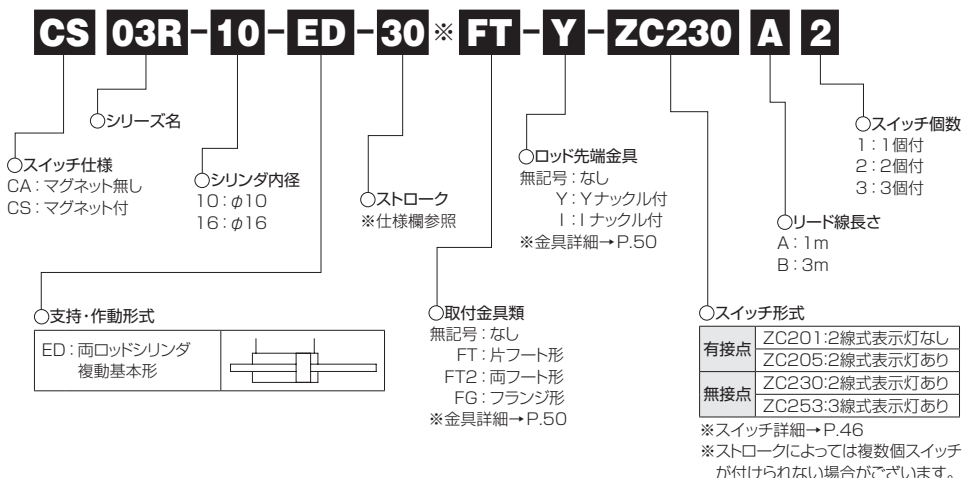 CS 03R-10-ED-30※FT-Y-ZC230 A 2
○シリーズ名
○スイッチ仕様
CA：マグネット無し
CS：マグネット付
○シリンダ内径
10：φ10
16：φ16
○ストローク
※仕様欄参照
○ロッド先端金具
無記号：なし
Y：Yナックル付
I：Iナックル付
※金具詳細→P.50
○スイッチ個数
1：1個付
2：2個付
3：3個付
○リード線長さ
A：1m
B：3m
○支持・作動形式
ED：両ロッドシリンダ
複動基本形
○取付金具類
無記号：なし
FT：片フート形
FT2：両フート形
FG：フランジ形
※金具詳細→P.50
○スイッチ形式
有接点
ZC201:2線式表示灯なし
ZC205:2線式表示灯あり
無接点
ZC230:2線式表示灯あり
ZC253:3線式表示灯あり
※スイッチ詳細→P.46
※ストロークによっては複数個スイッチ
が付けられない場合がございます。